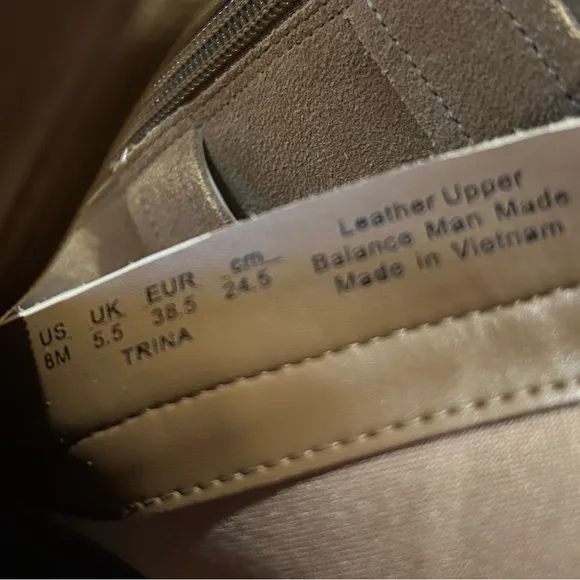 US. UK EUR cm
8M 5.5 38.5 24.5
TRINA
Leather Upper
Balance Man Made
Made in Vietnam